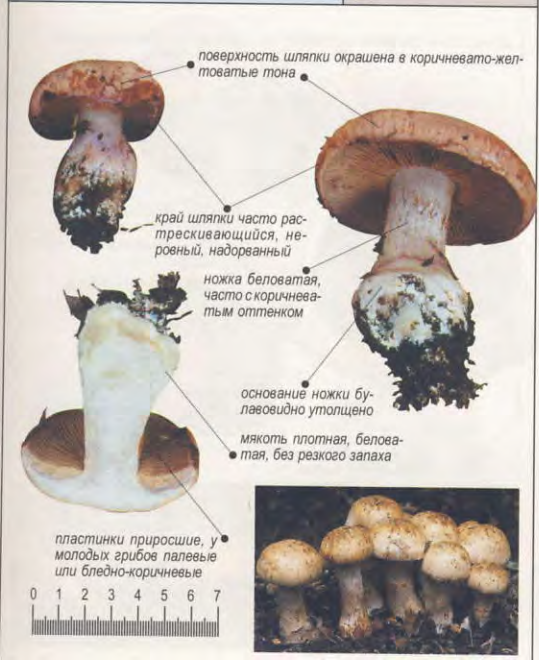 поверхность шляпки окрашена в коричневато-жел-
товатые тона
край шляпки часто рас-
трескивающийся, не-
ровный, надорванный
ножка беловатая,
часто с коричнева-
тым оттенком
основание ножки бу-
лавовидно утолщено
мякоть плотная, белова-
тая, без резкого запаха
пластинки приросшие, у
молодых грибов палевые
или бледно-коричневые
0 1 2 3 4 5 6 7